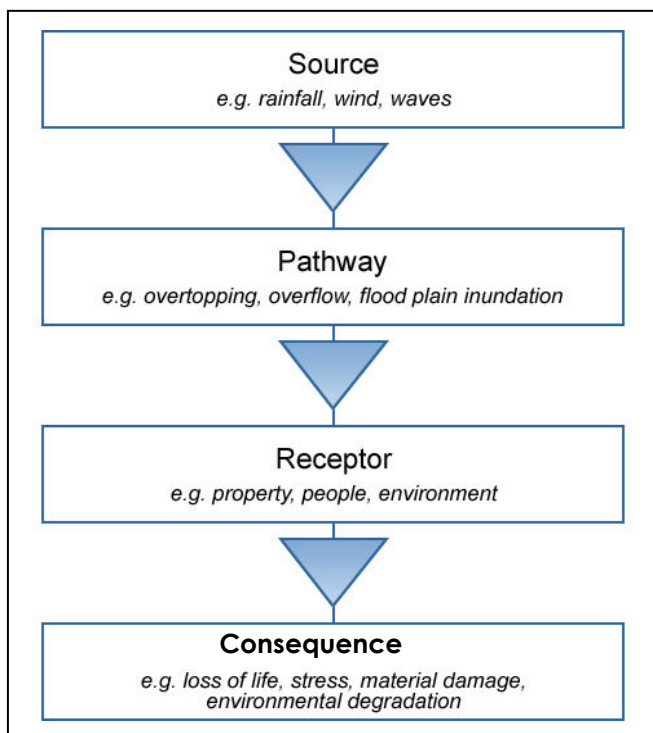 Source
e.g. rainfall, wind, waves
Pathway
e.g. overtopping, overflow, flood plain inundation
Receptor
e.g. property, people, environment
Consequence
e.g. loss of life, stress, material damage,
environmental degradation